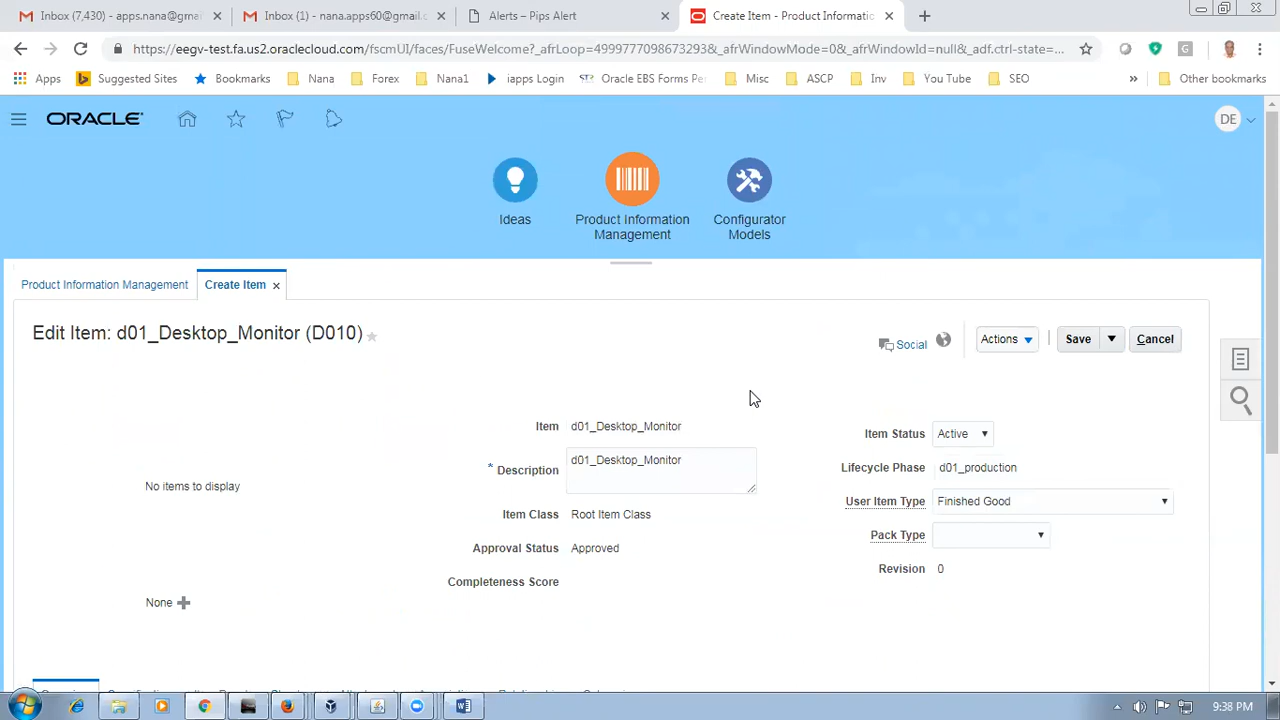 Inbox (7,430) - apps.nana@gma
Inbox (1) - nana.apps60@gmail.c
Alerts – Pips Alert
Create Item - Product Informatic
https://eegv-test.fa.us2.oraclecloud.com/fscmUI/faces/FuseWelcome?_afrLoop=49997770986732​93&_afrWindowMode=0&_afrWindowId=null&_adf.ctrl-state=...
Apps Suggested Sites Bookmarks Nana Forex Nana1 iapps Login Oracle EBS Forms Pe Misc ASCP Inv You Tube SEO » Other bookmarks
ORACLE
DE
Ideas
Product Information Management
Configurator Models
Product Information Management
Create Item
Edit Item: d01_Desktop_Monitor (D010)
Social
Actions
Save
Cancel
Item d01_Desktop_Monitor
Item Status Active
* Description d01_Desktop_Monitor
Lifecycle Phase d01_production
No items to display
User Item Type Finished Good
Item Class Root Item Class
Pack Type
Approval Status Approved
Revision 0
Completeness Score
None
9:38 PM